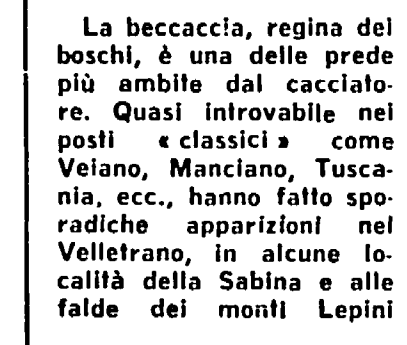 La beccaccia, regina dei
boschi, è una delle prede
più ambite dal cacciato-
re. Quasi introvabile nei
posti « classici » come
Veiano, Manciano, Tusca-
nia, ecc., hanno fatto spo-
radiche apparizioni nel
Velletrano, in alcune lo-
calità della Sabina e alle
falde dei monti Lepini